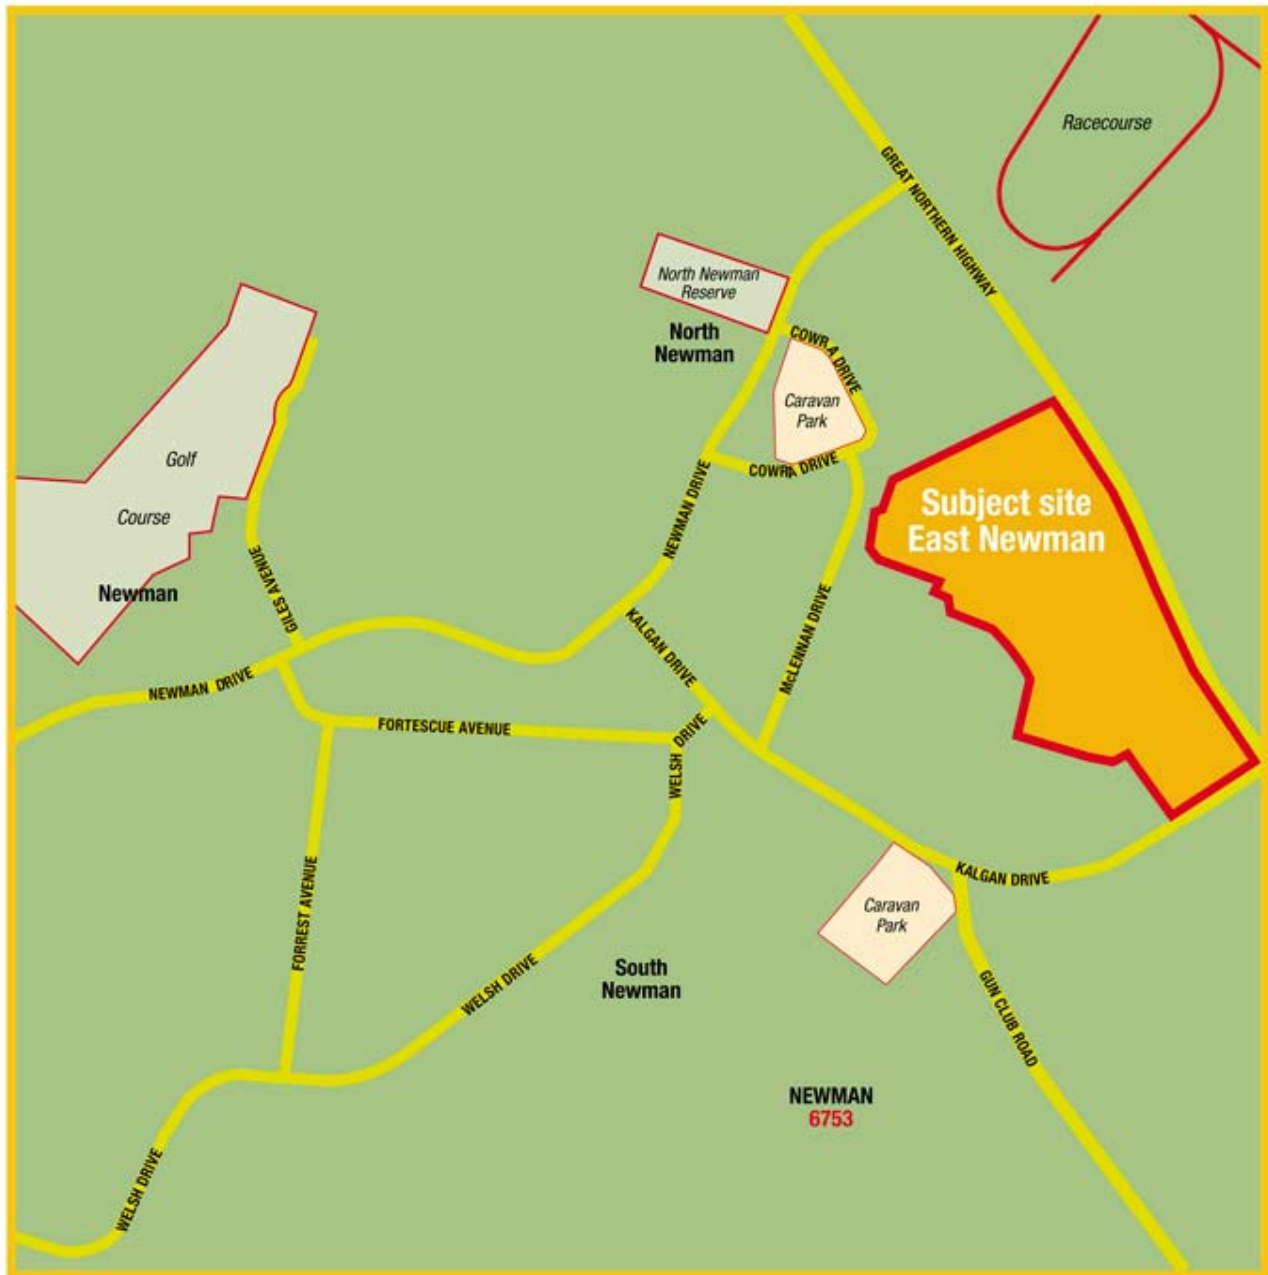 Racecourse
GREAT NORTHERN HIGHWAY
North Newman
Reserve
North
Newman
COWRA DRIVE
Caravan
Park
COWRA DRIVE
Golf
Course
Newman
GILES AVENUE
NEWMAN DRIVE
Subject site
East Newman
McLENNAN DRIVE
KALGAN DRIVE
NEWMAN DRIVE
FORTESCUE AVENUE
WELSH DRIVE
FORREST AVENUE
KALGAN DRIVE
Caravan
Park
WELSH DRIVE
South
Newman
GUN CLUB ROAD
NEWMAN
6753
WELSH DRIVE